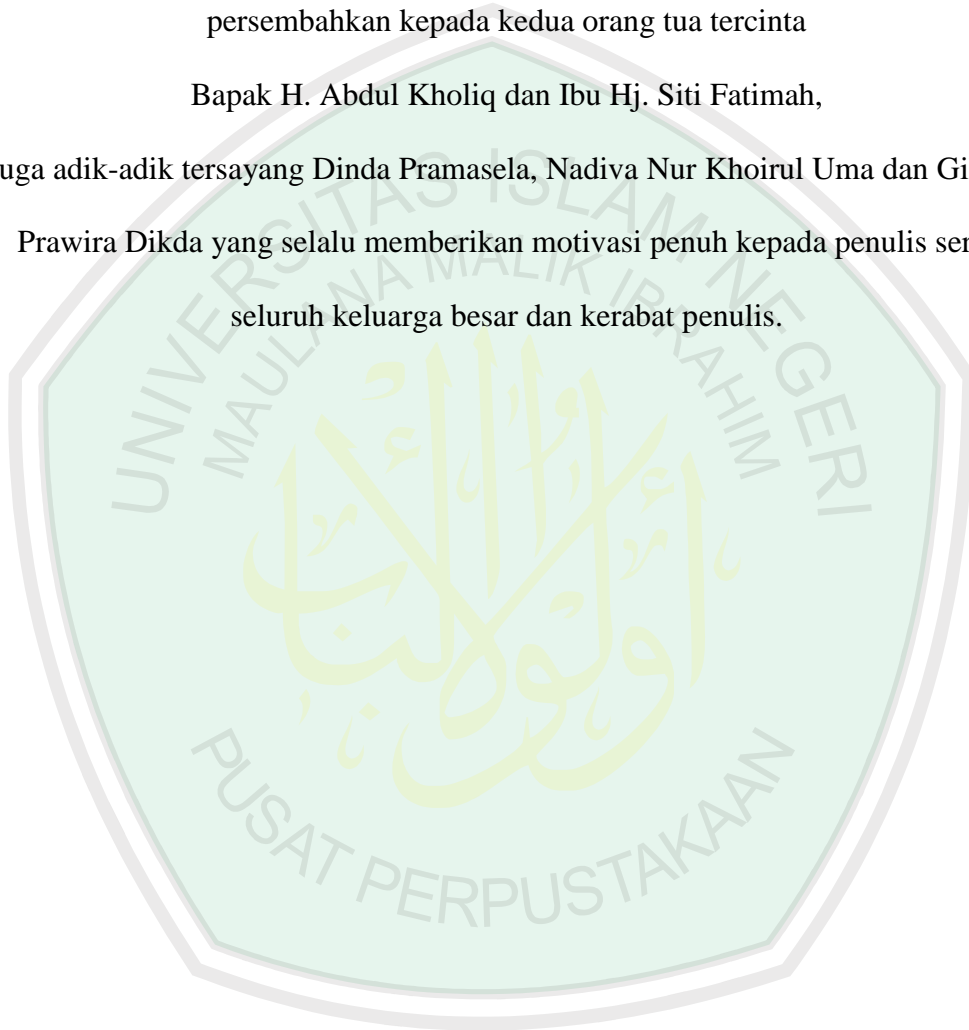 persembahkan kepada kedua orang tua tercinta
Bapak H. Abdul Kholiq dan Ibu Hj. Siti Fatimah,
uga adik-adik tersayang Dinda Pramasela, Nadiva Nur Khoirul Uma dan Gi
Prawira Dikda yang selalu memberikan motivasi penuh kepada penulis ser
seluruh keluarga besar dan kerabat penulis.
UNIVERSITAS ISLAM NEGERI
MAULANA MALIK IBRAHIM
أولوا الألباب
PUSAT PERPUSTAKAAN